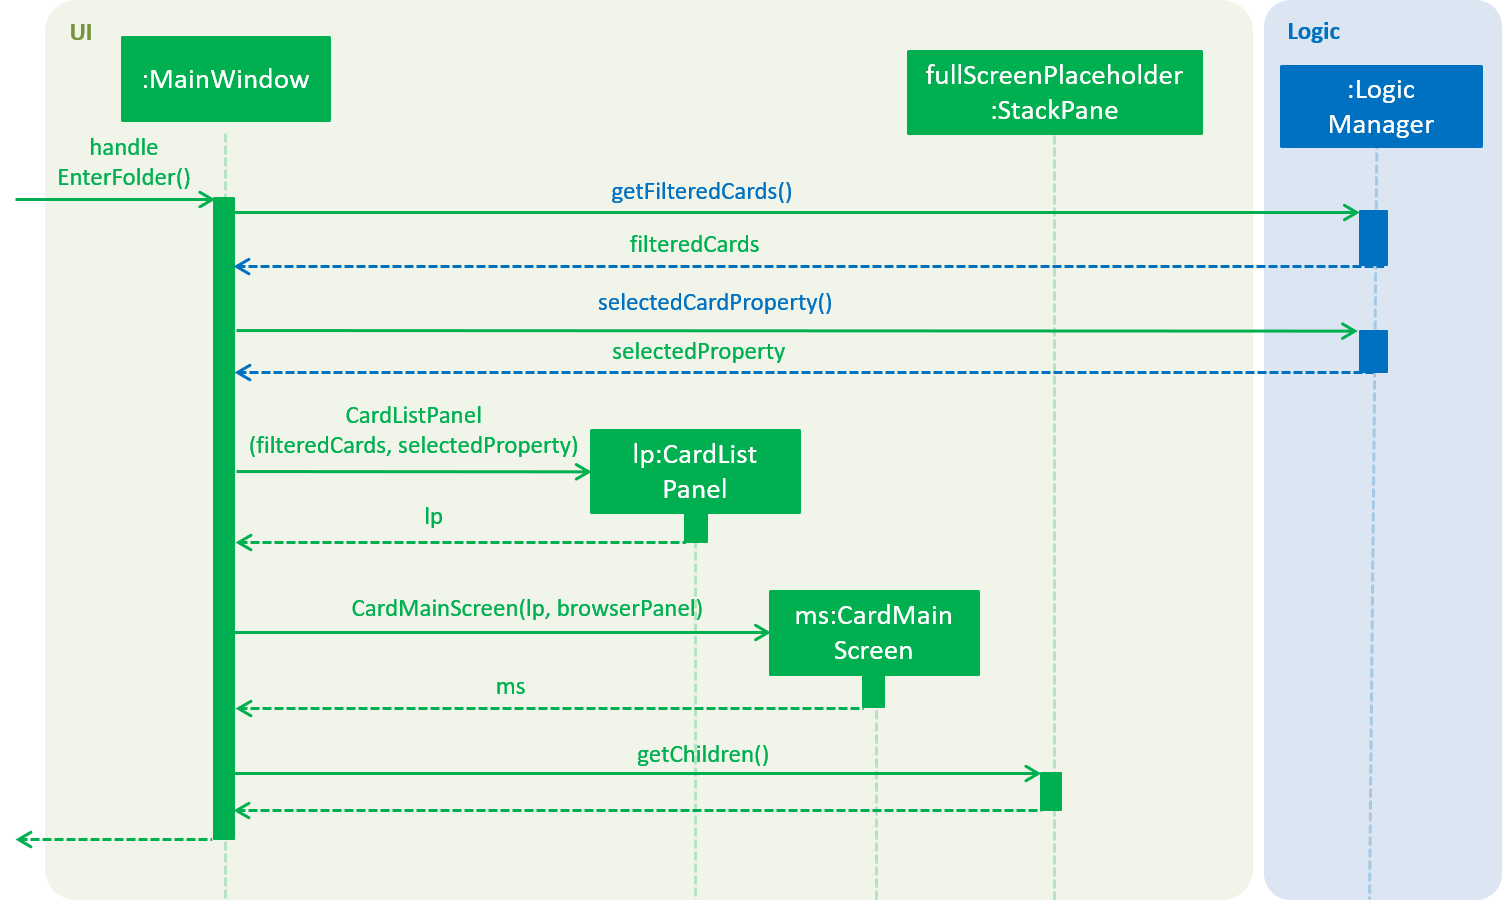 UI
Logic
:MainWindow
fullScreenPlaceholder
:StackPane
:Logic
Manager
handle
EnterFolder()
getFilteredCards()
filteredCards
selectedCardProperty()
selectedProperty
CardListPanel
(filteredCards, selectedProperty)
lp:CardList
Panel
lp
CardMainScreen(lp, browserPanel)
ms:CardMain
Screen
ms
getChildren()